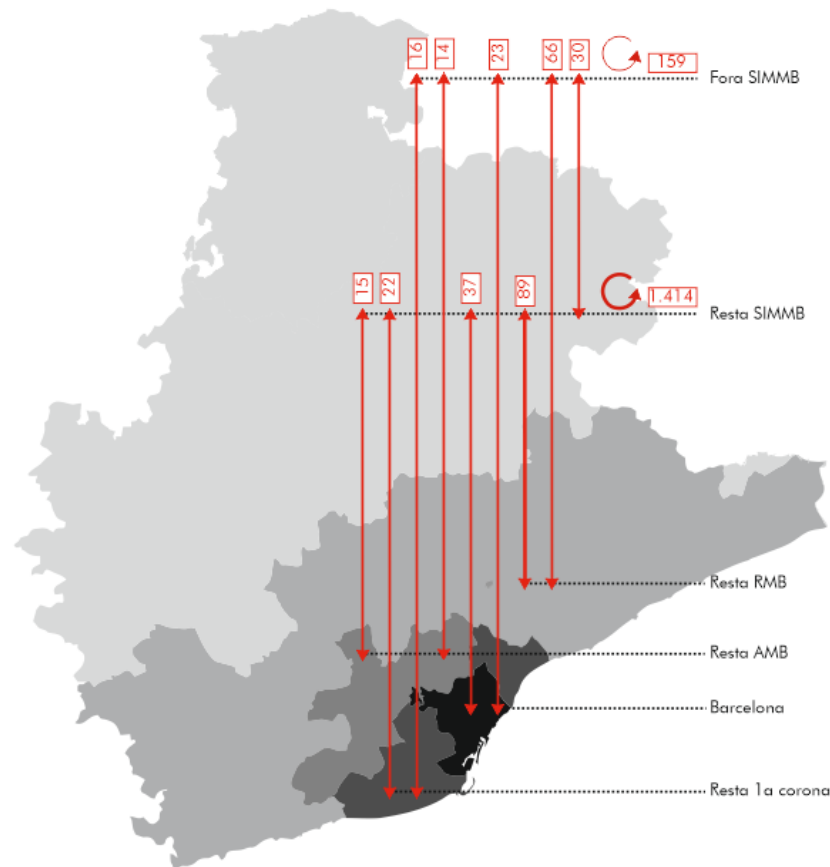 16
14
23
66
30
159
Fora SIMMB
15
22
37
89
1.414
Resta SIMMB
Resta RMB
Resta AMB
Barcelona
Resta 1a corona